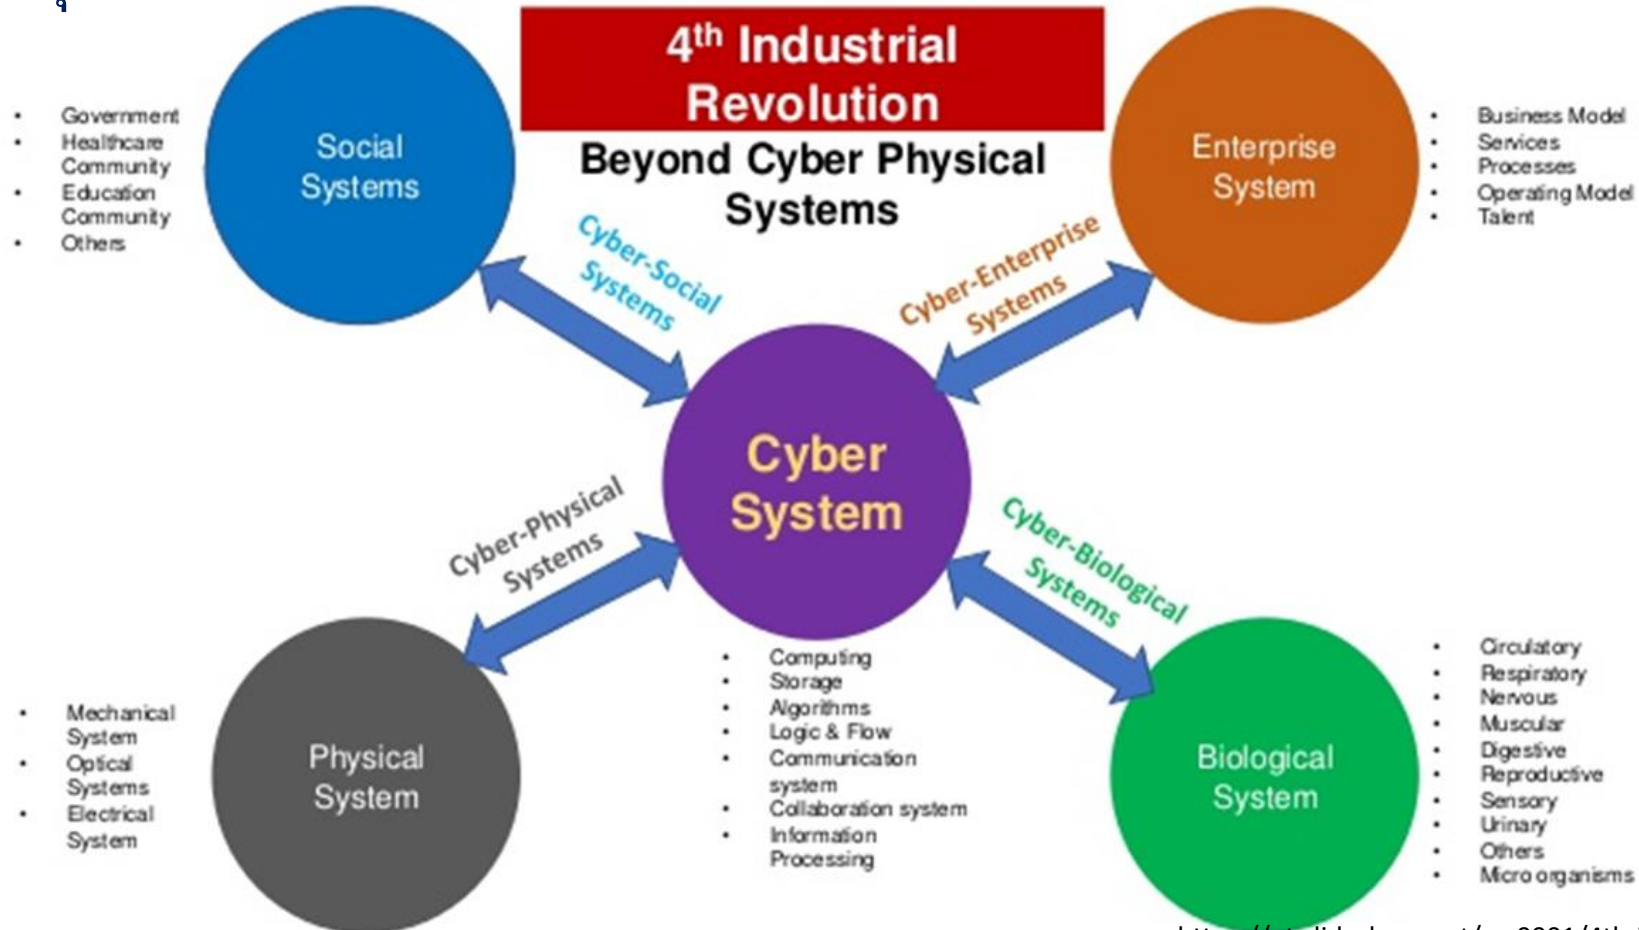 4th Industrial
Revolution
Beyond Cyber Physical
Systems
Social
Systems
• Government
• Healthcare
Community
• Education
Community
• Others
Enterprise
System
• Business Model
• Services
• Processes
• Operating Model
• Talent
Cyber-Social
Systems
Cyber-Enterprise
Systems
Cyber
System
Cyber-Physical
Systems
Cyber-Biological
Systems
• Computing
• Storage
• Algorithms
• Logic & Flow
• Communication
system
• Collaboration system
• Information
Processing
Physical
System
• Mechanical
System
• Optical
Systems
• Electrical
System
Biological
System
• Circulatory
• Respiratory
• Nervous
• Muscular
• Digestive
• Reproductive
• Sensory
• Urinary
• Others
• Micro organisms